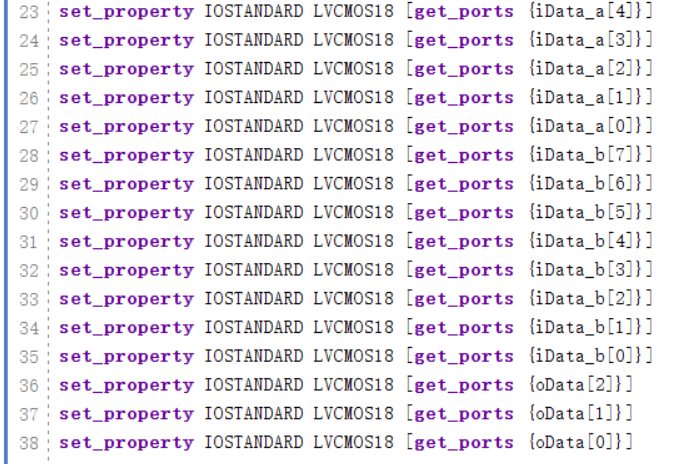 23 set_property IOSTANDARD LVCMOS18 [get_ports {iData_a[4]}]
24 set_property IOSTANDARD LVCMOS18 [get_ports {iData_a[3]}]
25 set_property IOSTANDARD LVCMOS18 [get_ports {iData_a[2]}]
26 set_property IOSTANDARD LVCMOS18 [get_ports {iData_a[1]}]
27 set_property IOSTANDARD LVCMOS18 [get_ports {iData_a[0]}]
28 set_property IOSTANDARD LVCMOS18 [get_ports {iData_b[7]}]
29 set_property IOSTANDARD LVCMOS18 [get_ports {iData_b[6]}]
30 set_property IOSTANDARD LVCMOS18 [get_ports {iData_b[5]}]
31 set_property IOSTANDARD LVCMOS18 [get_ports {iData_b[4]}]
32 set_property IOSTANDARD LVCMOS18 [get_ports {iData_b[3]}]
33 set_property IOSTANDARD LVCMOS18 [get_ports {iData_b[2]}]
34 set_property IOSTANDARD LVCMOS18 [get_ports {iData_b[1]}]
35 set_property IOSTANDARD LVCMOS18 [get_ports {iData_b[0]}]
36 set_property IOSTANDARD LVCMOS18 [get_ports {oData[2]}]
37 set_property IOSTANDARD LVCMOS18 [get_ports {oData[1]}]
38 set_property IOSTANDARD LVCMOS18 [get_ports {oData[0]}]